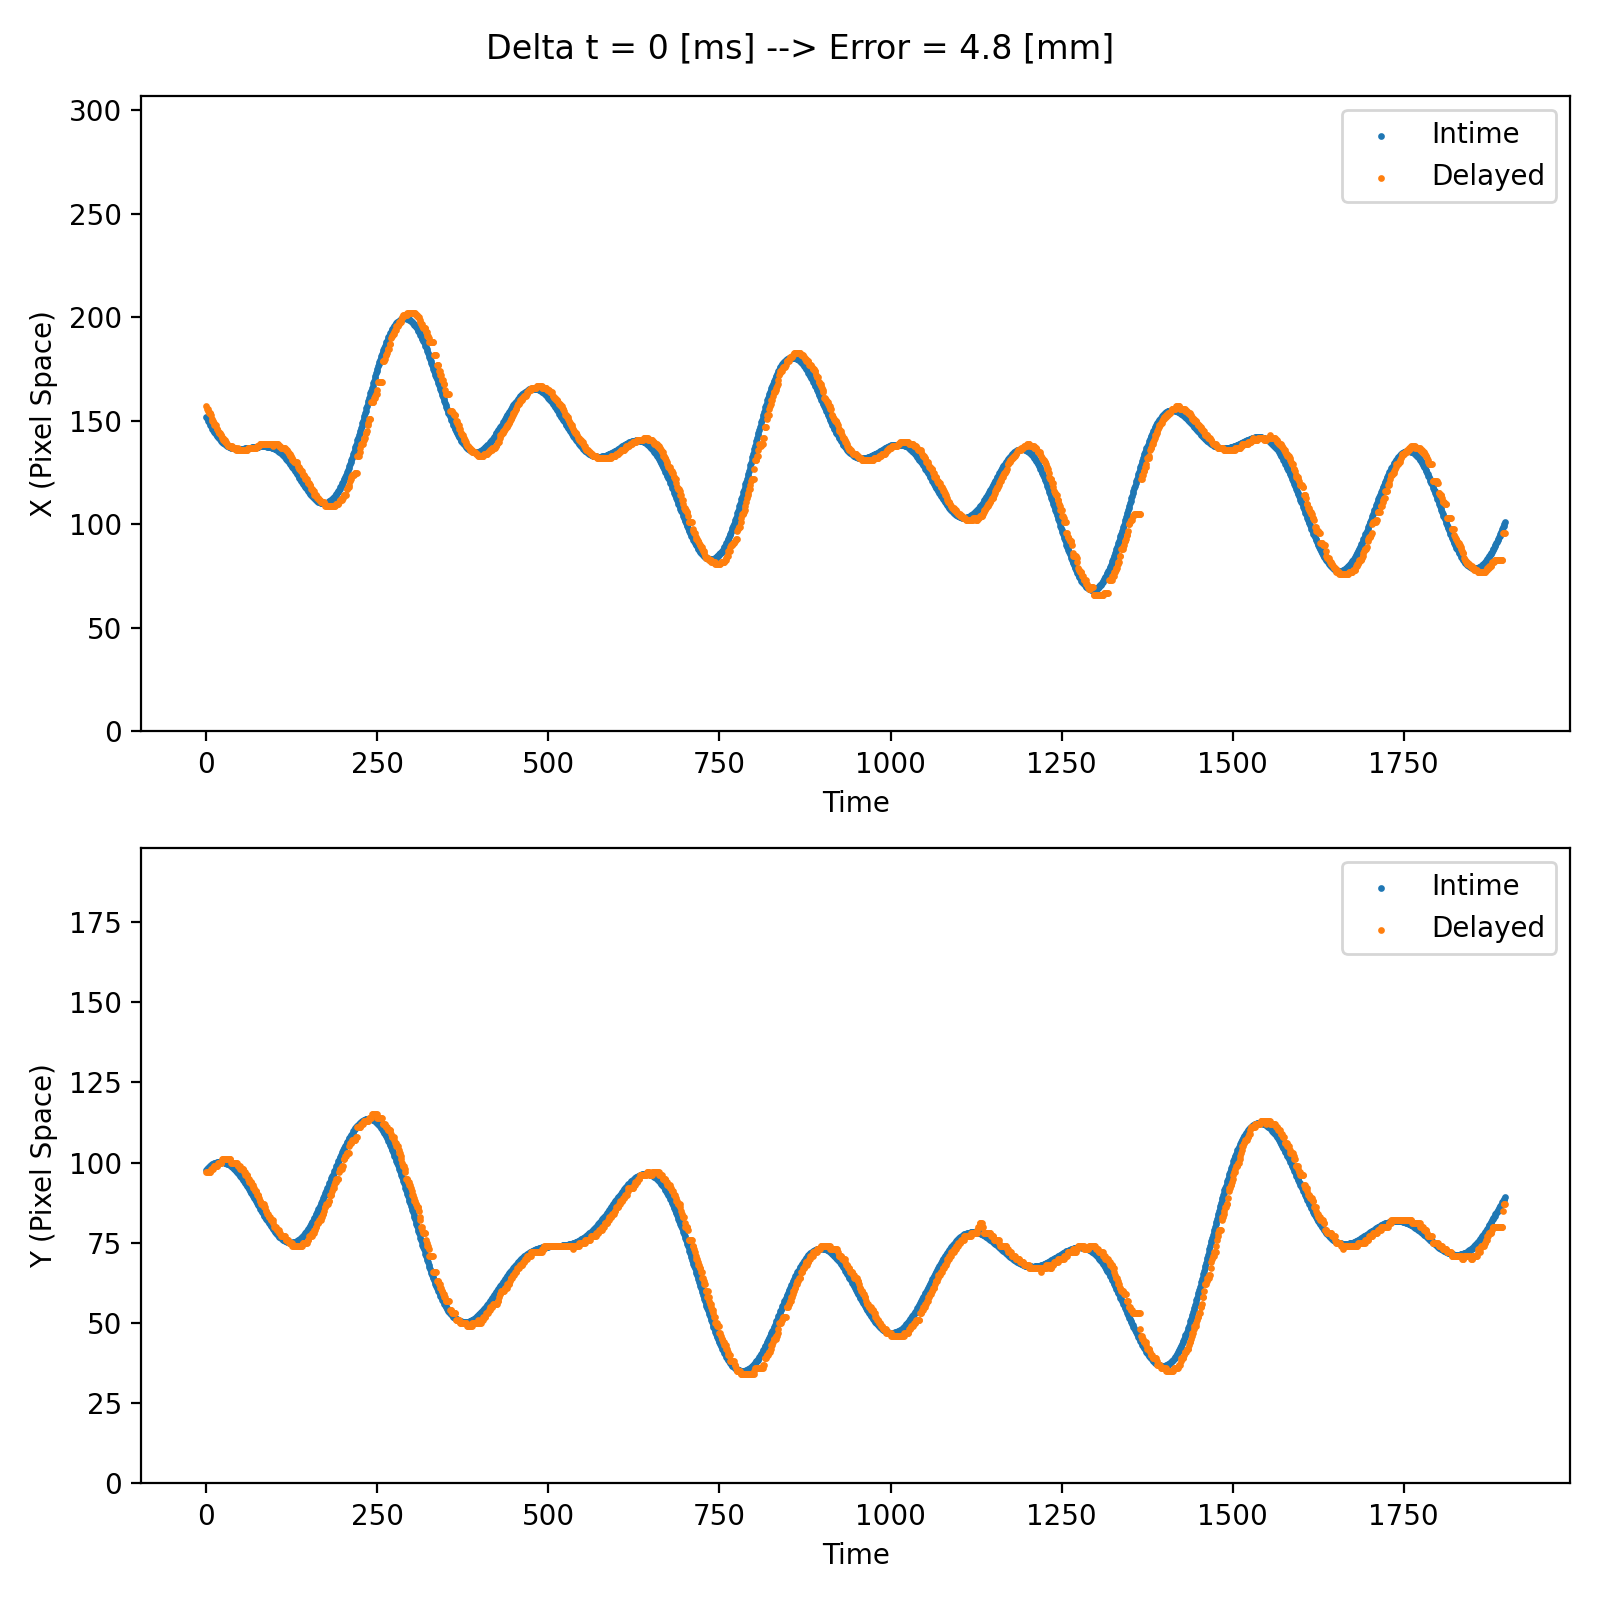 Delta t = 0 [ms] --> Error = 4.8 [mm]
300
250
200
150
100
50
0
X (Pixel Space)
Intime
Delayed
0 250 500 750 1000 1250 1500 1750
Time
175
150
125
100
75
50
25
0
Y (Pixel Space)
Intime
Delayed
0 250 500 750 1000 1250 1500 1750
Time